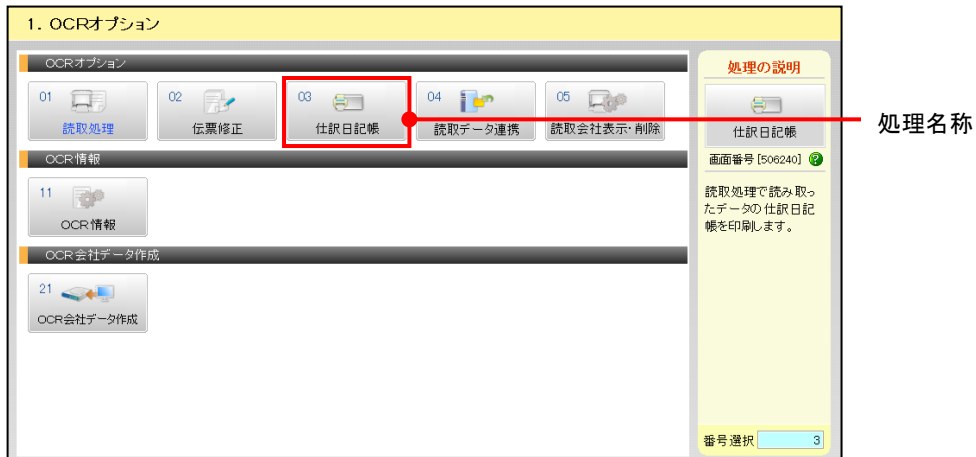 1. OCRオプション
OCRオプション
01 読取処理
02 伝票修正
03 仕訳日記帳
04 読取データ連携
05 読取会社表示・削除
OCR情報
11 OCR情報
OCR会社データ作成
21 OCR会社データ作成
処理の説明
仕訳日記帳
画面番号 [506240] ?
読取処理で読み取っ
たデータの仕訳日記
帳を印刷します。
番号選択 3
処理名称